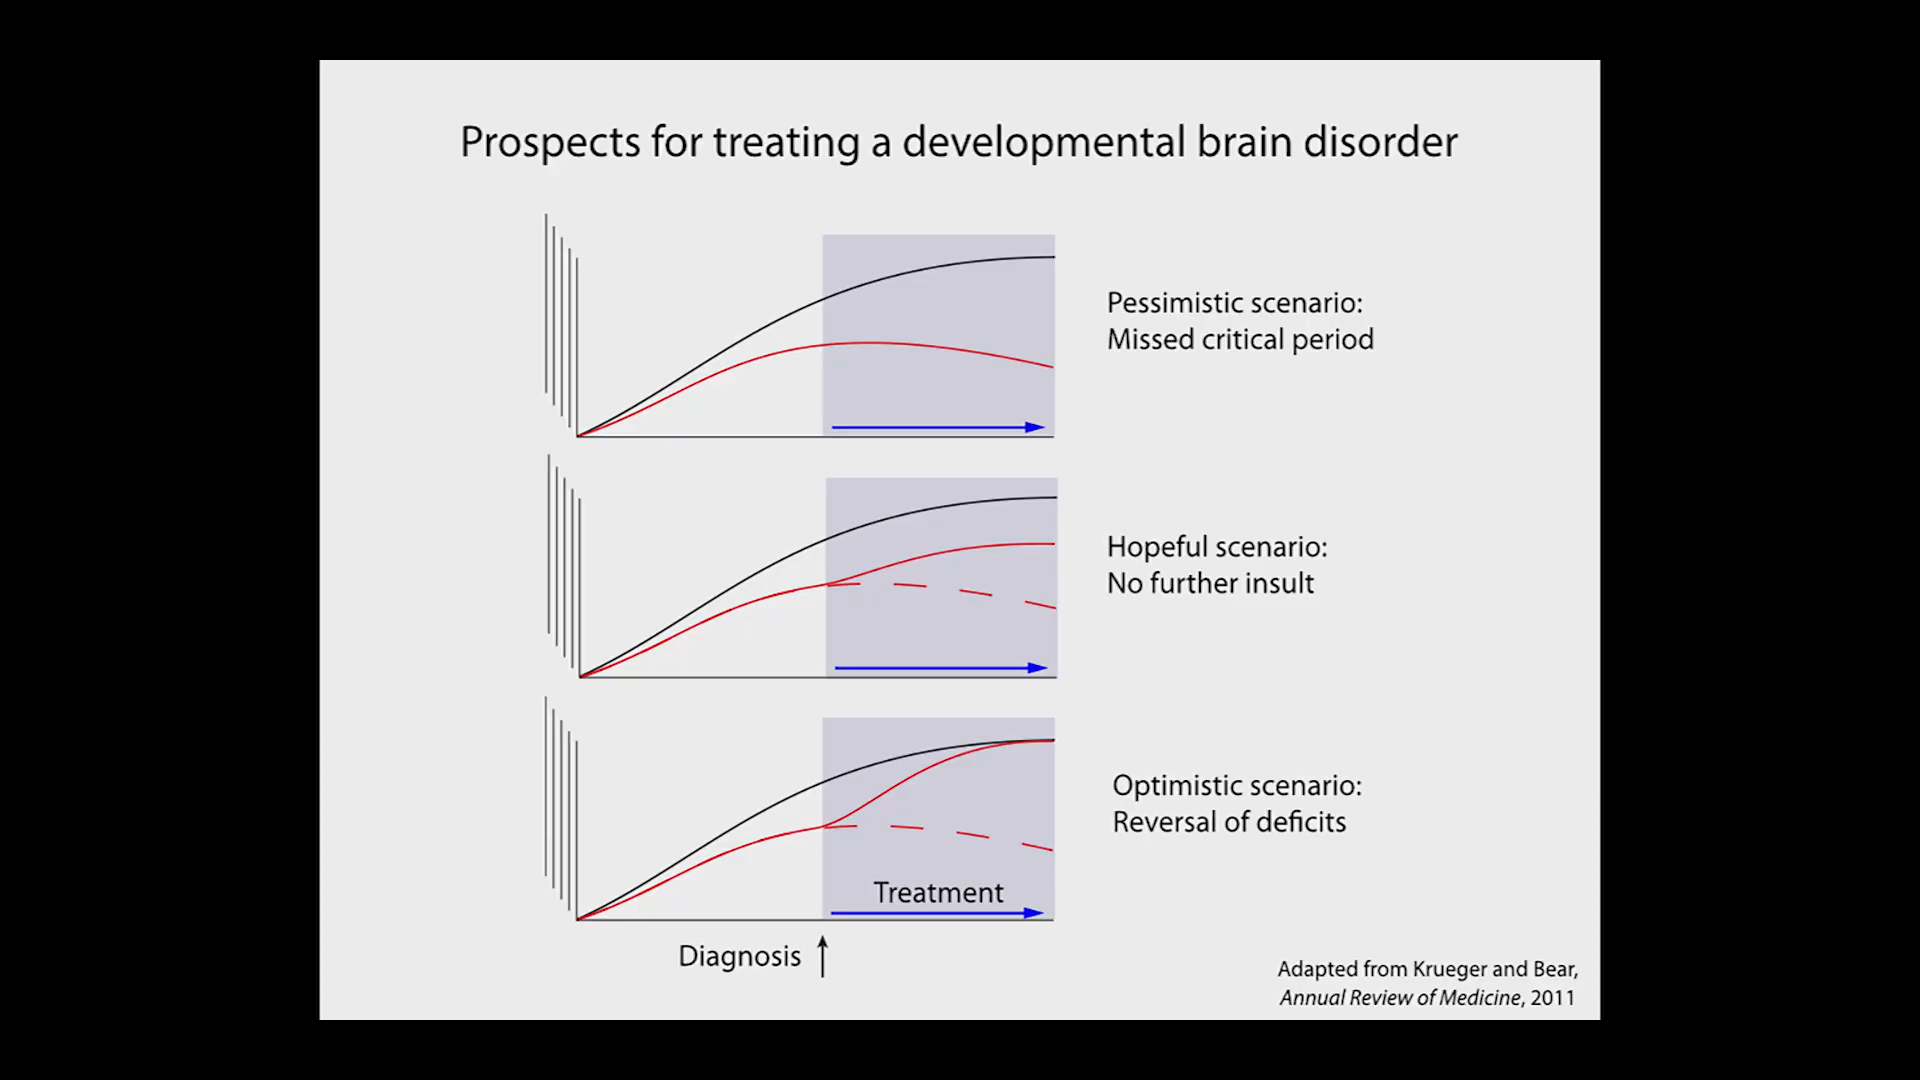 Prospects for treating a developmental brain disorder
Pessimistic scenario:
Missed critical period
Hopeful scenario:
No further insult
Optimistic scenario:
Reversal of deficits
Treatment
Diagnosis
Adapted from Krueger and Bear,
Annual Review of Medicine, 2011